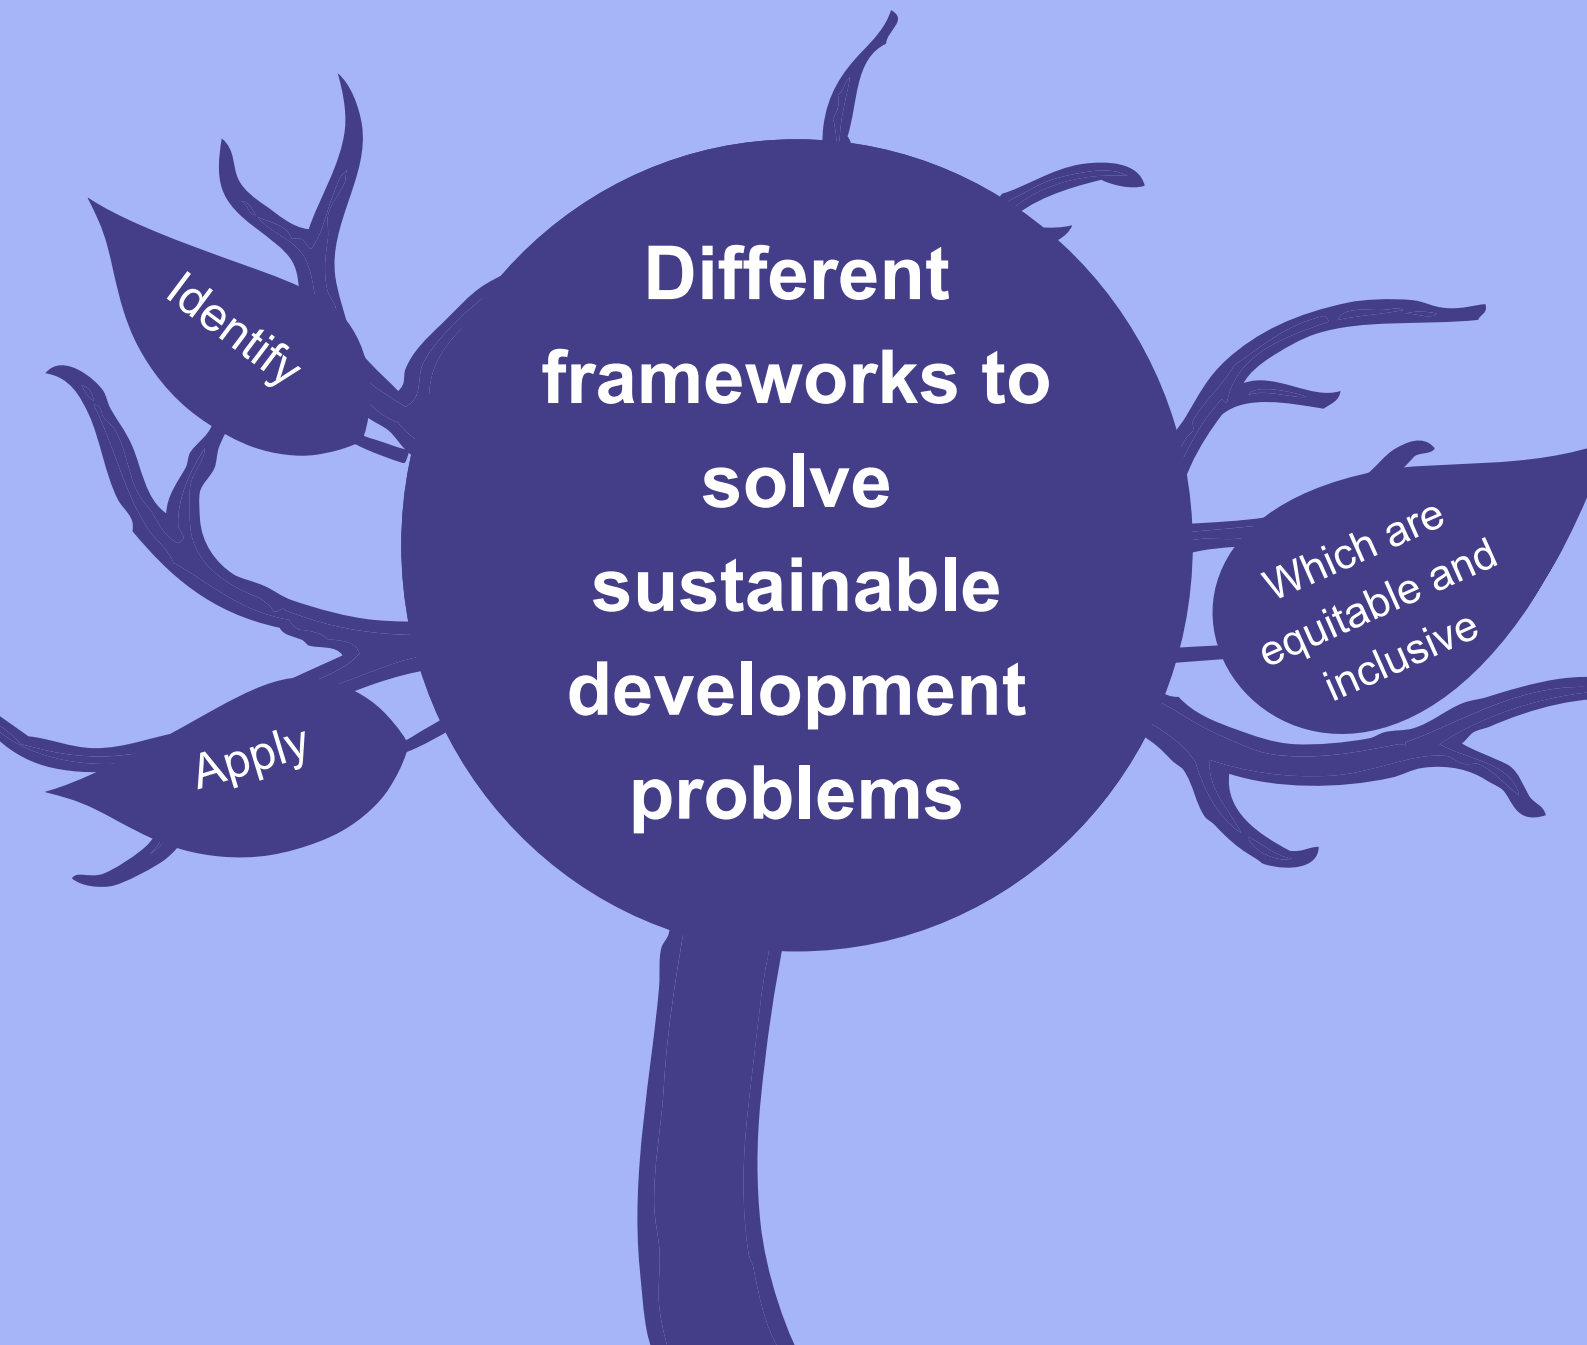 Identify
Apply
Different
frameworks to
solve
sustainable
development
problems
Which are
equitable and
inclusive